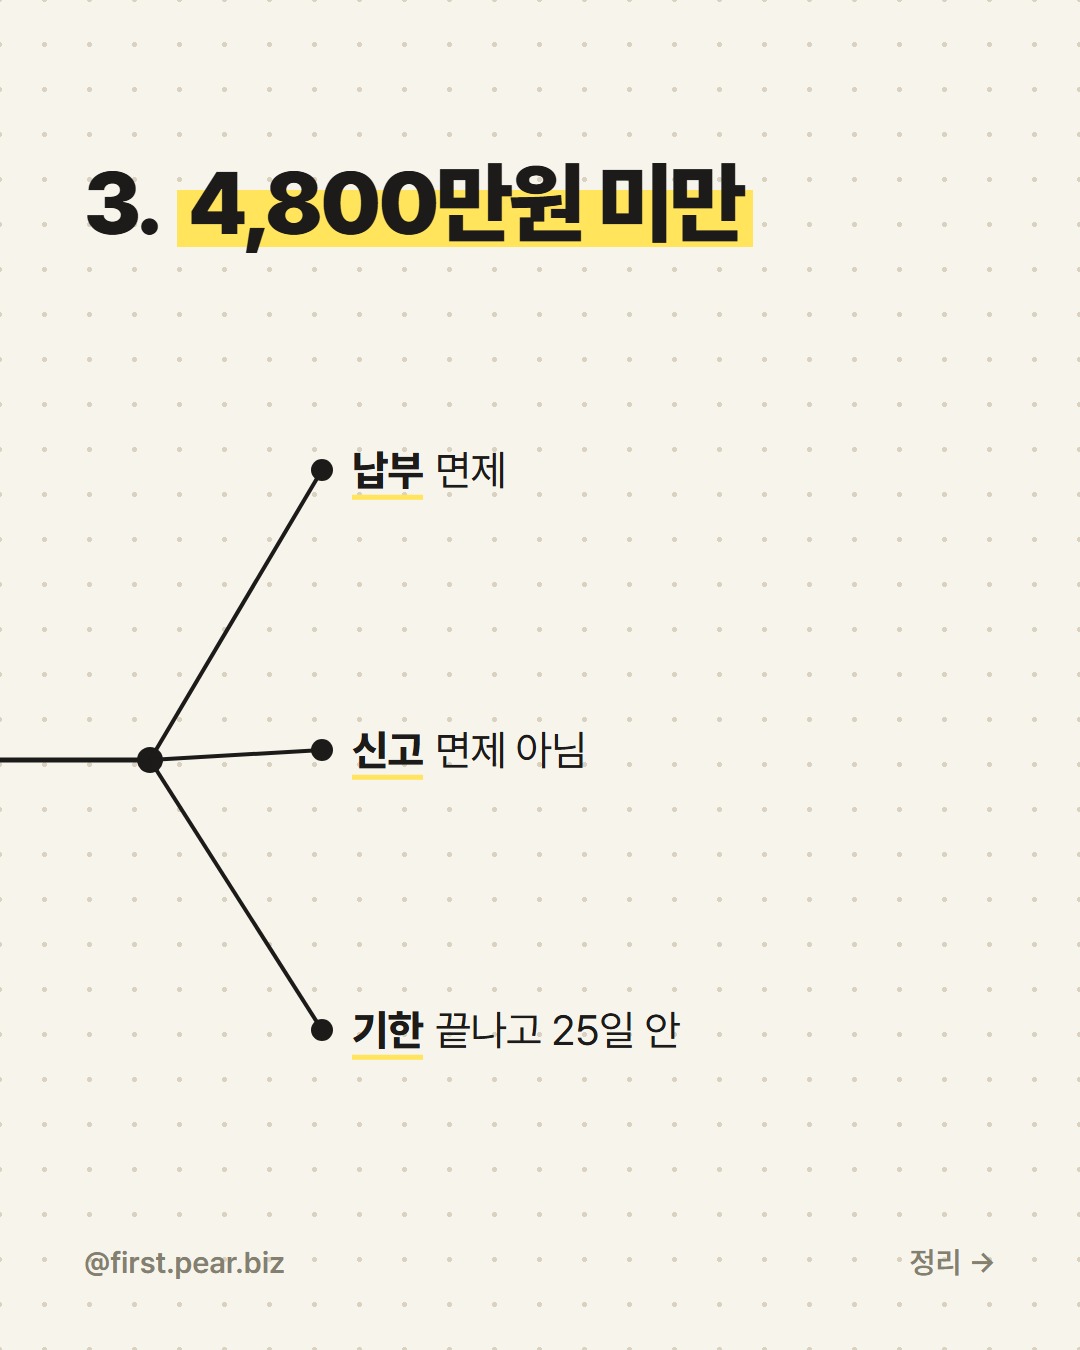 3. 4,800만원 미만
납부 면제
신고 면제 아님
기한 끝나고 25일 안
@first.pear.biz
정리 →